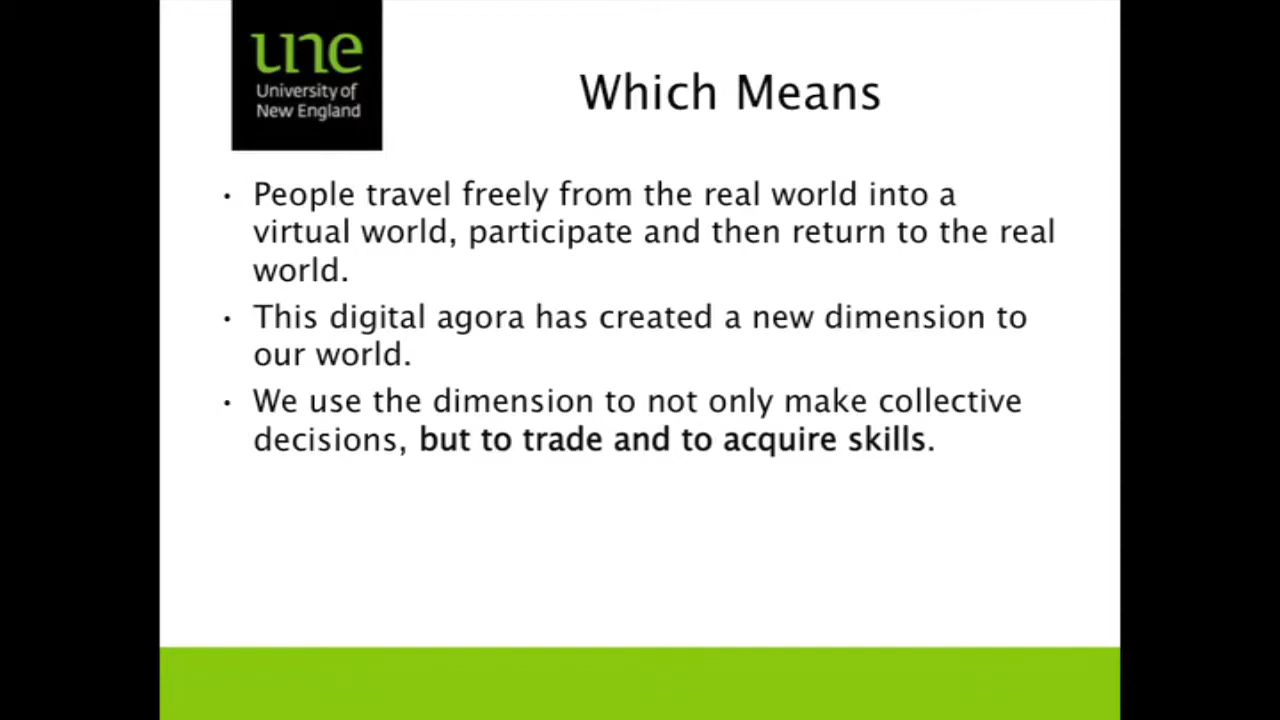 une
University of
New England
Which Means
• People travel freely from the real world into a
virtual world, participate and then return to the real
world.
• This digital agora has created a new dimension to
our world.
• We use the dimension to not only make collective
decisions, but to trade and to acquire skills.